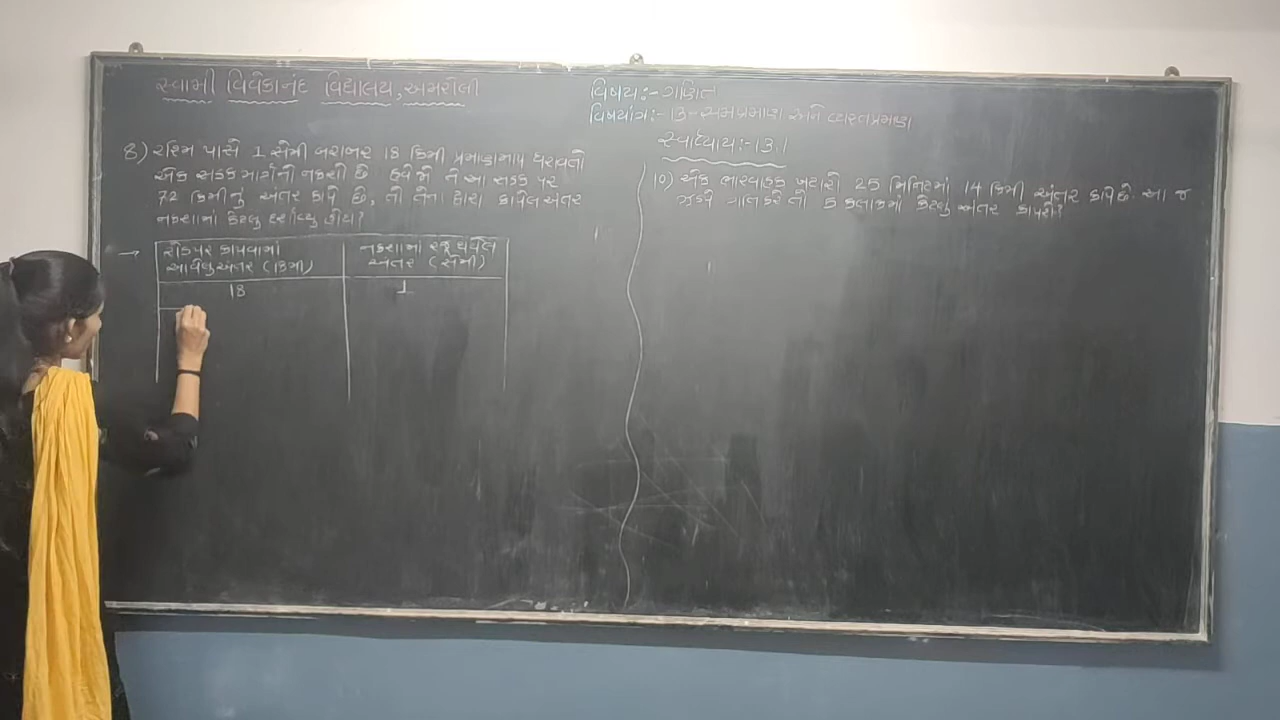 સ્વામી વિવેકાનંદ વિદ્યાલય, અમરોલી
વિષય:- ગણિત
વિષયાંગ:- 13 - સમપ્રમાણ અને વ્યસ્તપ્રમાણ
સ્વાધ્યાય:- 13.1
8) રશ્મિ પાસે 1 સેમી બરાબર 18 કિમી પ્રમાણમાપ ધરાવતો
એક સડક માર્ગનો નકશો છે હવે જો તે આ સડક પર
72 કિમીનું અંતર કાપે છે, તો તેના દ્વારા કાપેલ અંતર
નકશામાં કેટલું દર્શાવ્યું હોય?
→ રોડ પર કાપવામાં આવેલું અંતર (કિમી)
નકશામાં રજૂ થયેલ અંતર (સેમી)
18 1
10) એક ભારવાહક ખટારો 25 મિનિટમાં 14 કિમી અંતર કાપે છે. આ જ
ઝડપે ગતિ કરે તો 5 કલાકમાં કેટલું અંતર કાપશે?